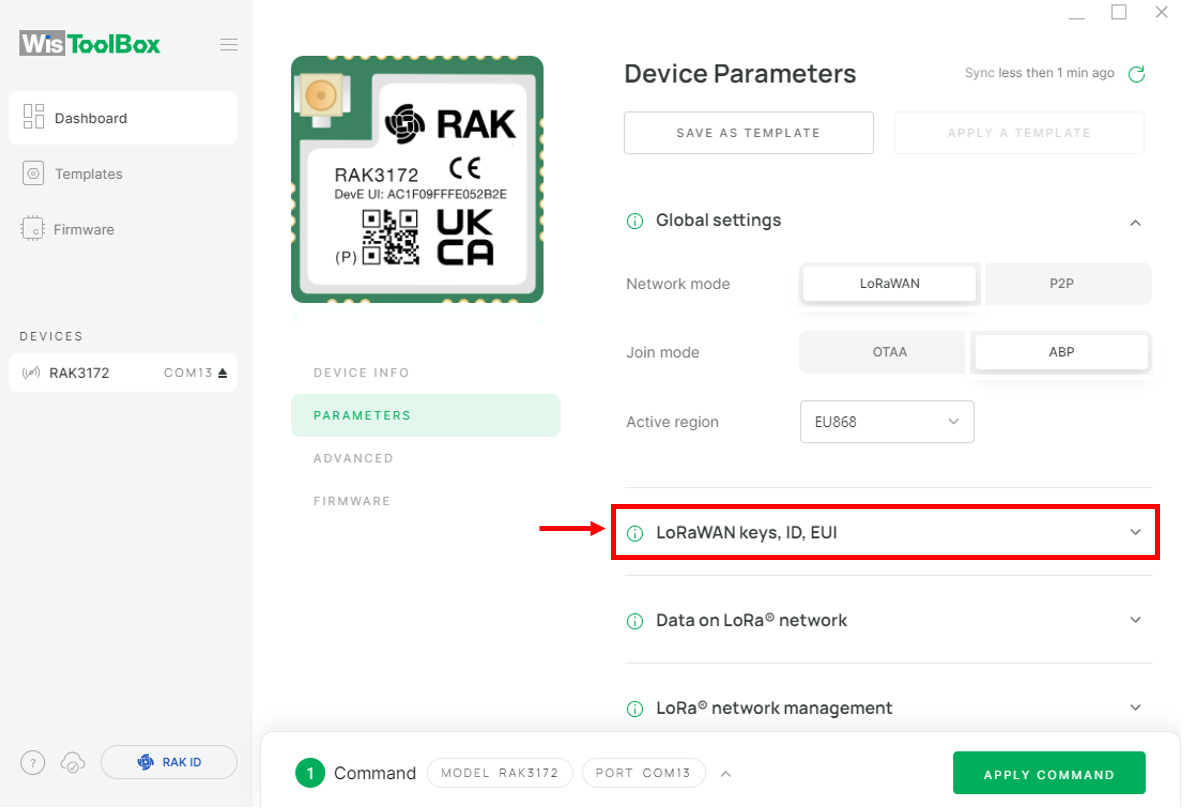 WisToolBox
Dashboard
Templates
Firmware
DEVICES
RAK3172 COM13
?
RAK ID
RAK
RAK3172
DevE UI: AC1F09FFFE052B2E
(P)
CE
UK
CA
DEVICE INFO
PARAMETERS
ADVANCED
FIRMWARE
Device Parameters
Sync less then 1 min ago
SAVE AS TEMPLATE
APPLY A TEMPLATE
Global settings
Network mode LoRaWAN P2P
Join mode OTAA ABP
Active region EU868
LoRaWAN keys, ID, EUI
Data on LoRa® network
LoRa® network management
1 Command MODEL RAK3172 PORT COM13
APPLY COMMAND